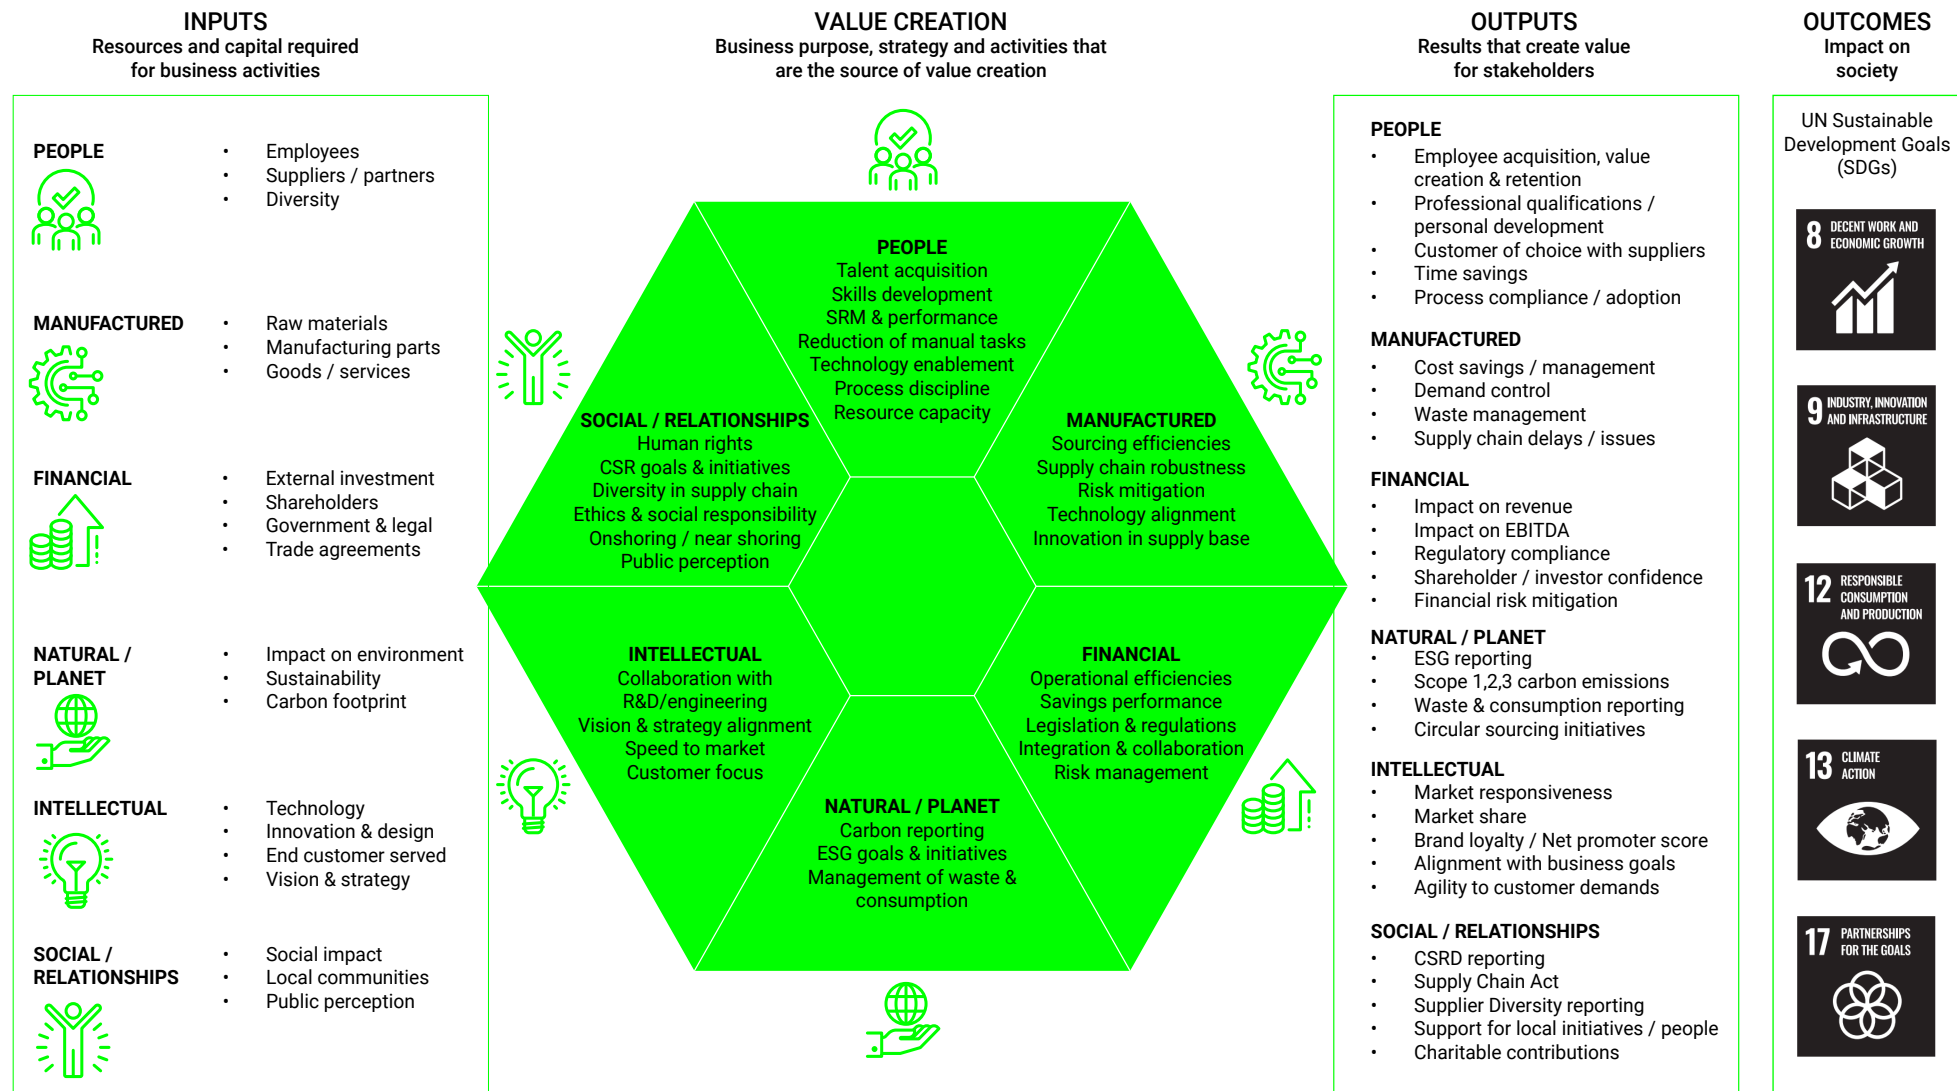 INPUTS
Resources and capital required
for business activities
PEOPLE
• Employees
• Suppliers / partners
• Diversity
MANUFACTURED
• Raw materials
• Manufacturing parts
• Goods / services
FINANCIAL
• External investment
• Shareholders
• Government & legal
• Trade agreements
NATURAL /
PLANET
• Impact on environment
• Sustainability
• Carbon footprint
INTELLECTUAL
• Technology
• Innovation & design
• End customer served
• Vision & strategy
SOCIAL /
RELATIONSHIPS
• Social impact
• Local communities
• Public perception
VALUE CREATION
Business purpose, strategy and activities that
are the source of value creation
PEOPLE
Talent acquisition
Skills development
SRM & performance
Reduction of manual tasks
Technology enablement
Process discipline
Resource capacity
SOCIAL / RELATIONSHIPS
Human rights
CSR goals & initiatives
Diversity in supply chain
Ethics & social responsibility
Onshoring / near shoring
Public perception
MANUFACTURED
Sourcing efficiencies
Supply chain robustness
Risk mitigation
Technology alignment
Innovation in supply base
INTELLECTUAL
Collaboration with
R&D/engineering
Vision & strategy alignment
Speed to market
Customer focus
FINANCIAL
Operational efficiencies
Savings performance
Legislation & regulations
Integration & collaboration
Risk management
NATURAL / PLANET
Carbon reporting
ESG goals & initiatives
Management of waste &
consumption
OUTPUTS
Results that create value
for stakeholders
PEOPLE
• Employee acquisition, value
creation & retention
• Professional qualifications /
personal development
• Customer of choice with suppliers
• Time savings
• Process compliance / adoption
MANUFACTURED
• Cost savings / management
• Demand control
• Waste management
• Supply chain delays / issues
FINANCIAL
• Impact on revenue
• Impact on EBITDA
• Regulatory compliance
• Shareholder / investor confidence
• Financial risk mitigation
NATURAL / PLANET
• ESG reporting
• Scope 1,2,3 carbon emissions
• Waste & consumption reporting
• Circular sourcing initiatives
INTELLECTUAL
• Market responsiveness
• Market share
• Brand loyalty / Net promoter score
• Alignment with business goals
• Agility to customer demands
SOCIAL / RELATIONSHIPS
• CSRD reporting
• Supply Chain Act
• Supplier Diversity reporting
• Support for local initiatives / people
• Charitable contributions
OUTCOMES
Impact on
society
UN Sustainable
Development Goals
(SDGs)
8 DECENT WORK AND
ECONOMIC GROWTH
9 INDUSTRY, INNOVATION
AND INFRASTRUCTURE
12 RESPONSIBLE
CONSUMPTION
AND PRODUCTION
13 CLIMATE
ACTION
17 PARTNERSHIPS
FOR THE GOALS